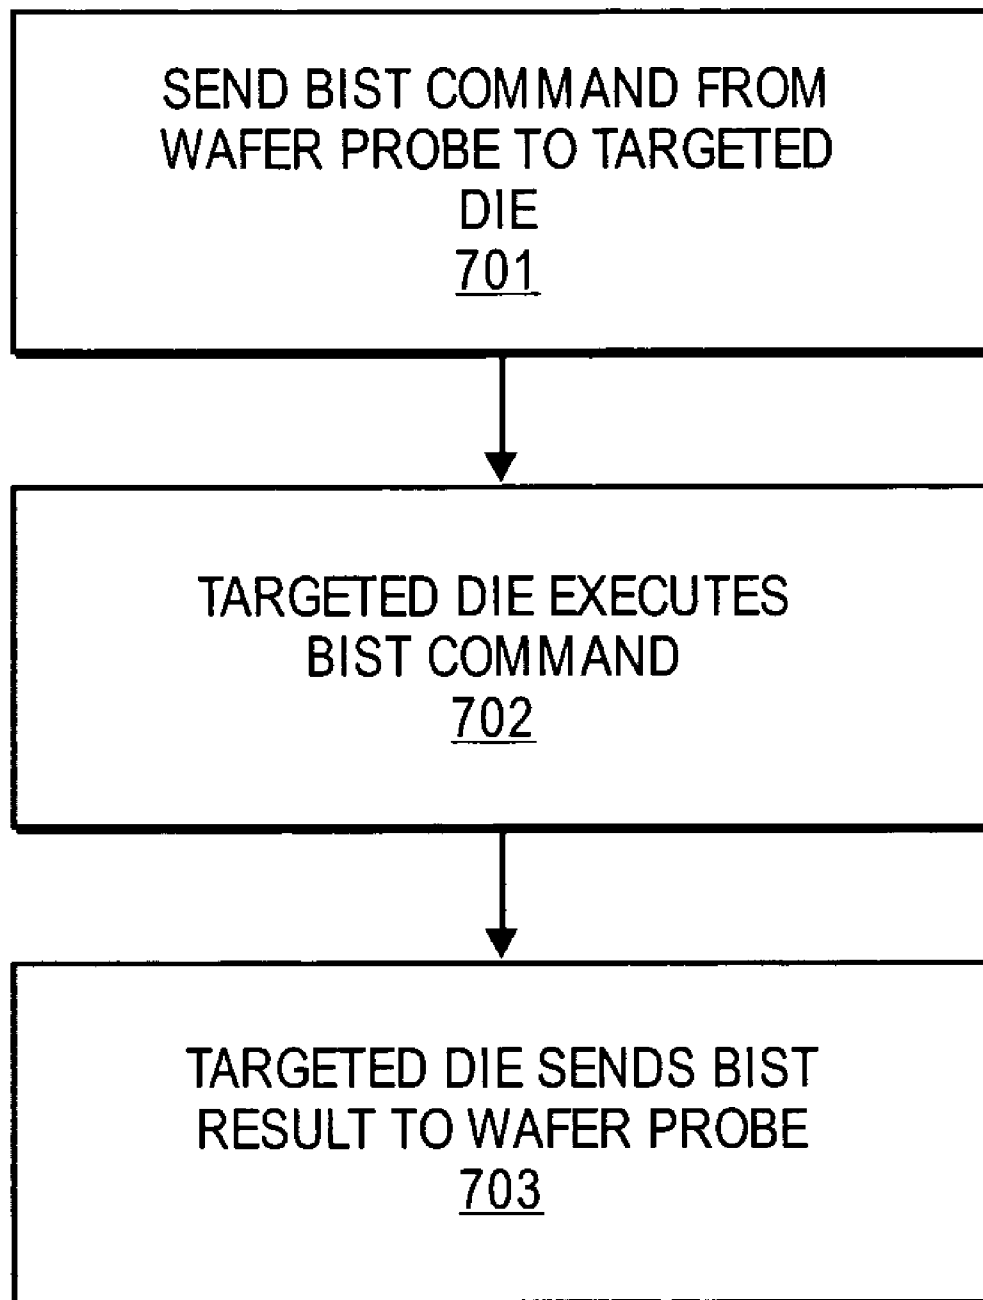 SEND BIST COMMAND FROM
WAFER PROBE TO TARGETED
DIE
701
TARGETED DIE EXECUTES
BIST COMMAND
702
TARGETED DIE SENDS BIST
RESULT TO WAFER PROBE
703